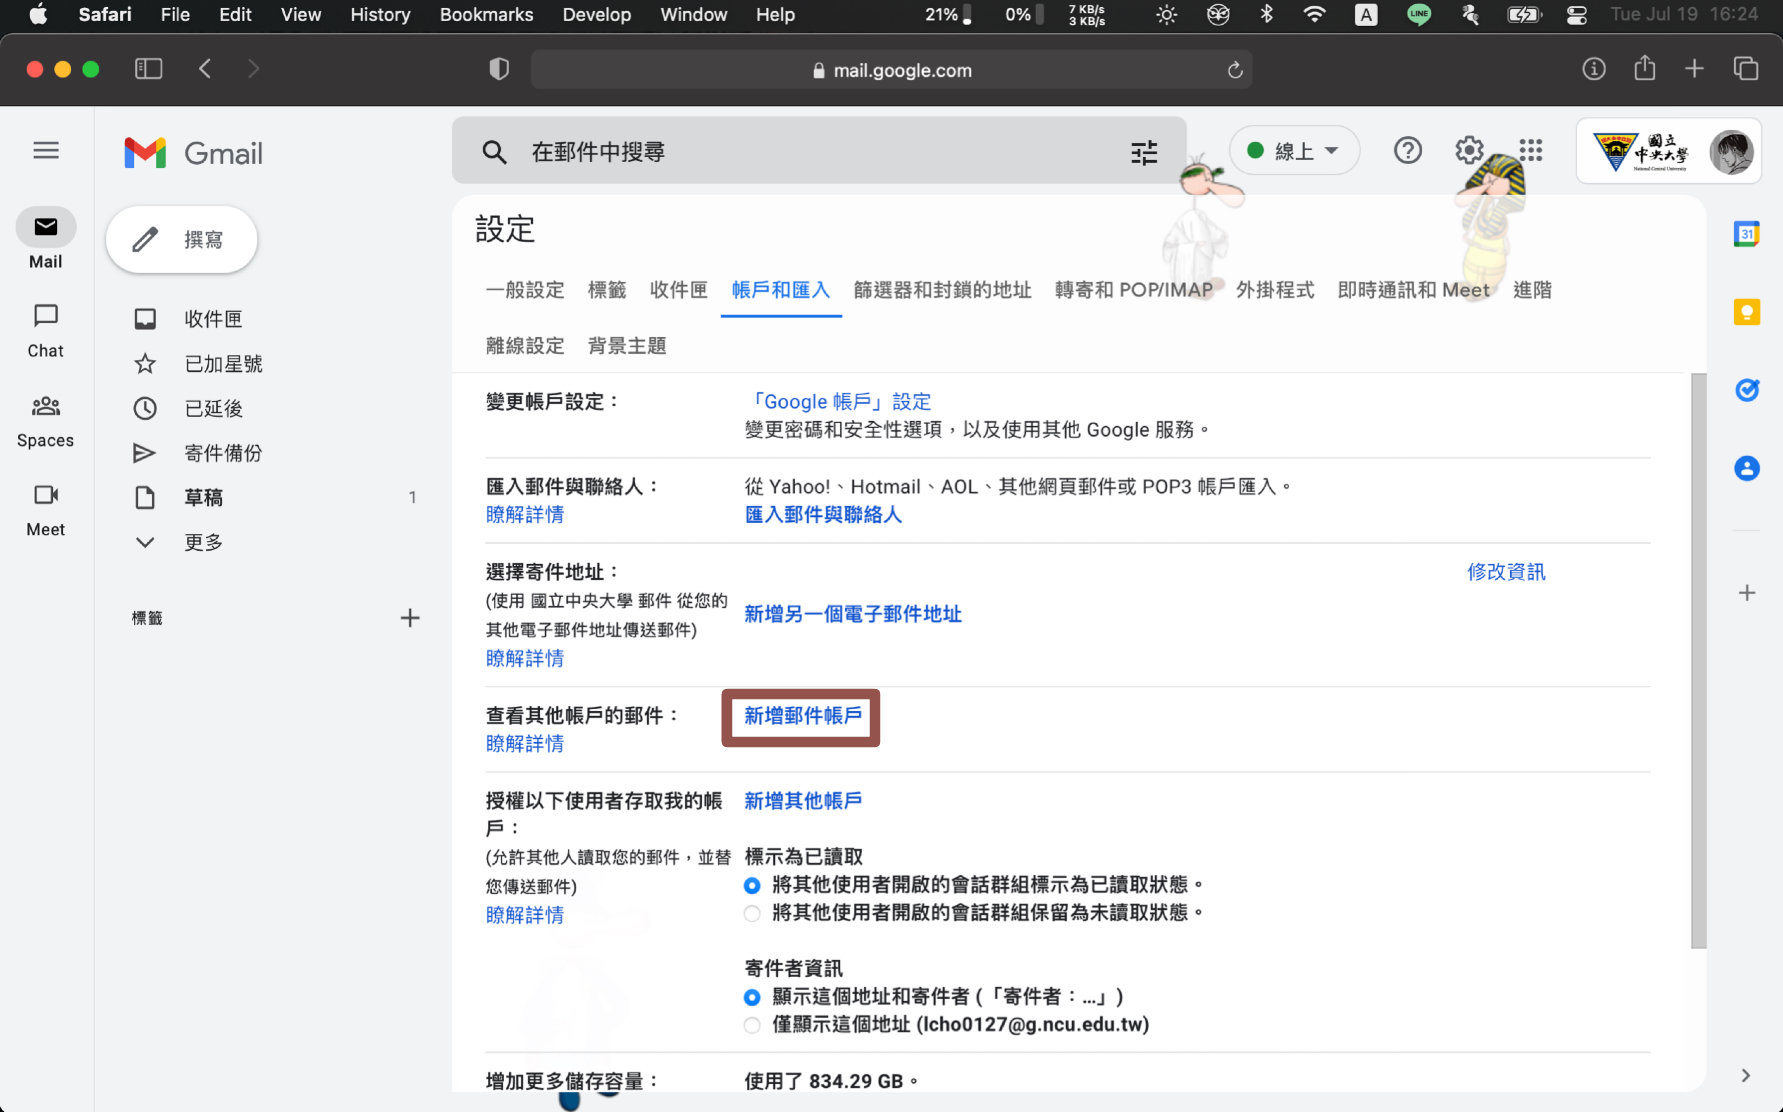 Safari File Edit View History Bookmarks Develop Window Help 21% 0% 7 KB/s 3 KB/s A LINE Tue Jul 19 16:24
mail.google.com
Gmail
在郵件中搜尋
線上
國立
中央大學
National Central University
Mail
Chat
Spaces
Meet
撰寫
收件匣
已加星號
已延後
寄件備份
草稿 1
更多
標籤
設定
一般設定 標籤 收件匣 帳戶和匯入 篩選器和封鎖的地址 轉寄和 POP/IMAP 外掛程式 即時通訊和 Meet 進階
離線設定 背景主題
變更帳戶設定：
「Google 帳戶」設定
變更密碼和安全性選項，以及使用其他 Google 服務。
匯入郵件與聯絡人：
瞭解詳情
從 Yahoo!、Hotmail、AOL、其他網頁郵件或 POP3 帳戶匯入。
匯入郵件與聯絡人
選擇寄件地址：
(使用 國立中央大學 郵件 從您的
其他電子郵件地址傳送郵件)
瞭解詳情
新增另一個電子郵件地址
修改資訊
查看其他帳戶的郵件：
瞭解詳情
新增郵件帳戶
授權以下使用者存取我的帳
戶：
(允許其他人讀取您的郵件，並替
您傳送郵件)
瞭解詳情
新增其他帳戶
標示為已讀取
將其他使用者開啟的會話群組標示為已讀取狀態。
將其他使用者開啟的會話群組保留為未讀取狀態。
寄件者資訊
顯示這個地址和寄件者 (「寄件者：...」)
僅顯示這個地址 (lcho0127@g.ncu.edu.tw)
增加更多儲存容量：
使用了 834.29 GB。
31